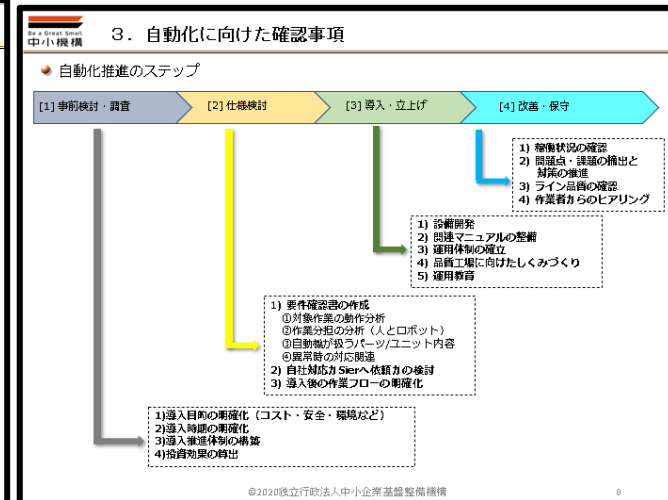 Be a Great Small
中小機構
3．自動化に向けた確認事項
自動化推進のステップ
[1] 事前検討・調査
[2] 仕様検討
[3] 導入・立上げ
[4] 改善・保守
1) 稼働状況の確認
2) 問題点・課題の摘出と
対策の推進
3) ライン品質の確認
4) 作業者からのヒアリング
1) 設備開発
2) 関連マニュアルの整備
3) 運用体制の確立
4) 品質工場に向けたしくみづくり
5) 運用教育
1) 要件確認書の作成
①対象作業の動作分析
②作業分担の分析（人とロボット）
③自動機が扱うパーツ/ユニット内容
④異常時の対応関連
2) 自社対応かSierへ依頼かの検討
3) 導入後の作業フローの明確化
1)導入目的の明確化（コスト・安全・環境など）
2)導入時期の明確化
3)導入推進体制の構築
4)投資効果の算出
©2020独立行政法人中小企業基盤整備機構
8